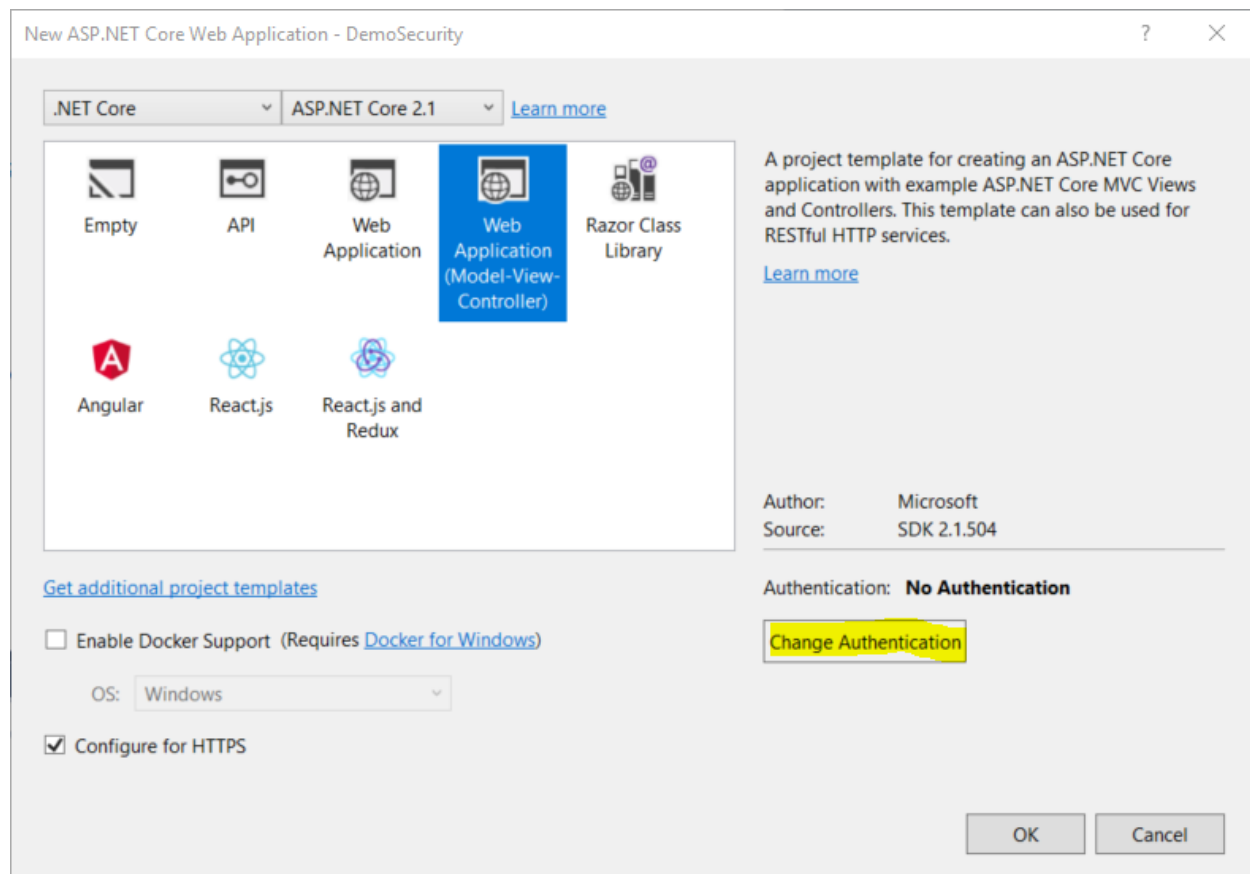 New ASP.NET Core Web Application - DemoSecurity
?
.NET Core
ASP.NET Core 2.1
Learn more
Empty
API
Web
Application
Web
Application
(Model-View-
Controller)
Razor Class
Library
Angular
React.js
React.js and
Redux
A project template for creating an ASP.NET Core
application with example ASP.NET Core MVC Views
and Controllers. This template can also be used for
RESTful HTTP services.
Learn more
Author: Microsoft
Source: SDK 2.1.504
Get additional project templates
Authentication: No Authentication
Change Authentication
Enable Docker Support (Requires Docker for Windows)
OS: Windows
Configure for HTTPS
OK
Cancel